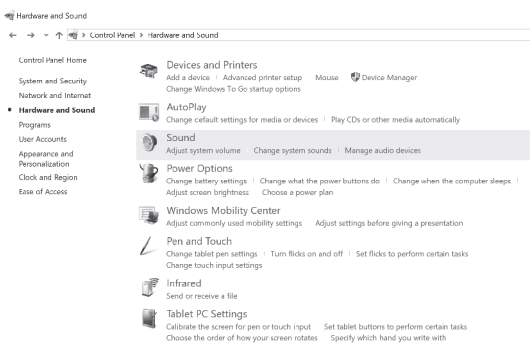 Hardware and Sound
Control Panel > Hardware and Sound
Control Panel Home
System and Security
Network and Internet
Hardware and Sound
Programs
User Accounts
Appearance and
Personalization
Clock and Region
Ease of Access
Devices and Printers
Add a device | Advanced printer setup Mouse Device Manager
Change Windows To Go startup options
AutoPlay
Change default settings for media or devices | Play CDs or other media automatically
Sound
Adjust system volume | Change system sounds | Manage audio devices
Power Options
Change battery settings | Change what the power buttons do | Change when the computer sleeps |
Adjust screen brightness Choose a power plan
Windows Mobility Center
Adjust commonly used mobility settings Adjust settings before giving a presentation
Pen and Touch
Change tablet pen settings | Turn flicks on and off | Set flicks to perform certain tasks
Change touch input settings
Infrared
Send or receive a file
Tablet PC Settings
Calibrate the screen for pen or touch input Set tablet buttons to perform certain tasks
Choose the order of how your screen rotates Specify which hand you write with